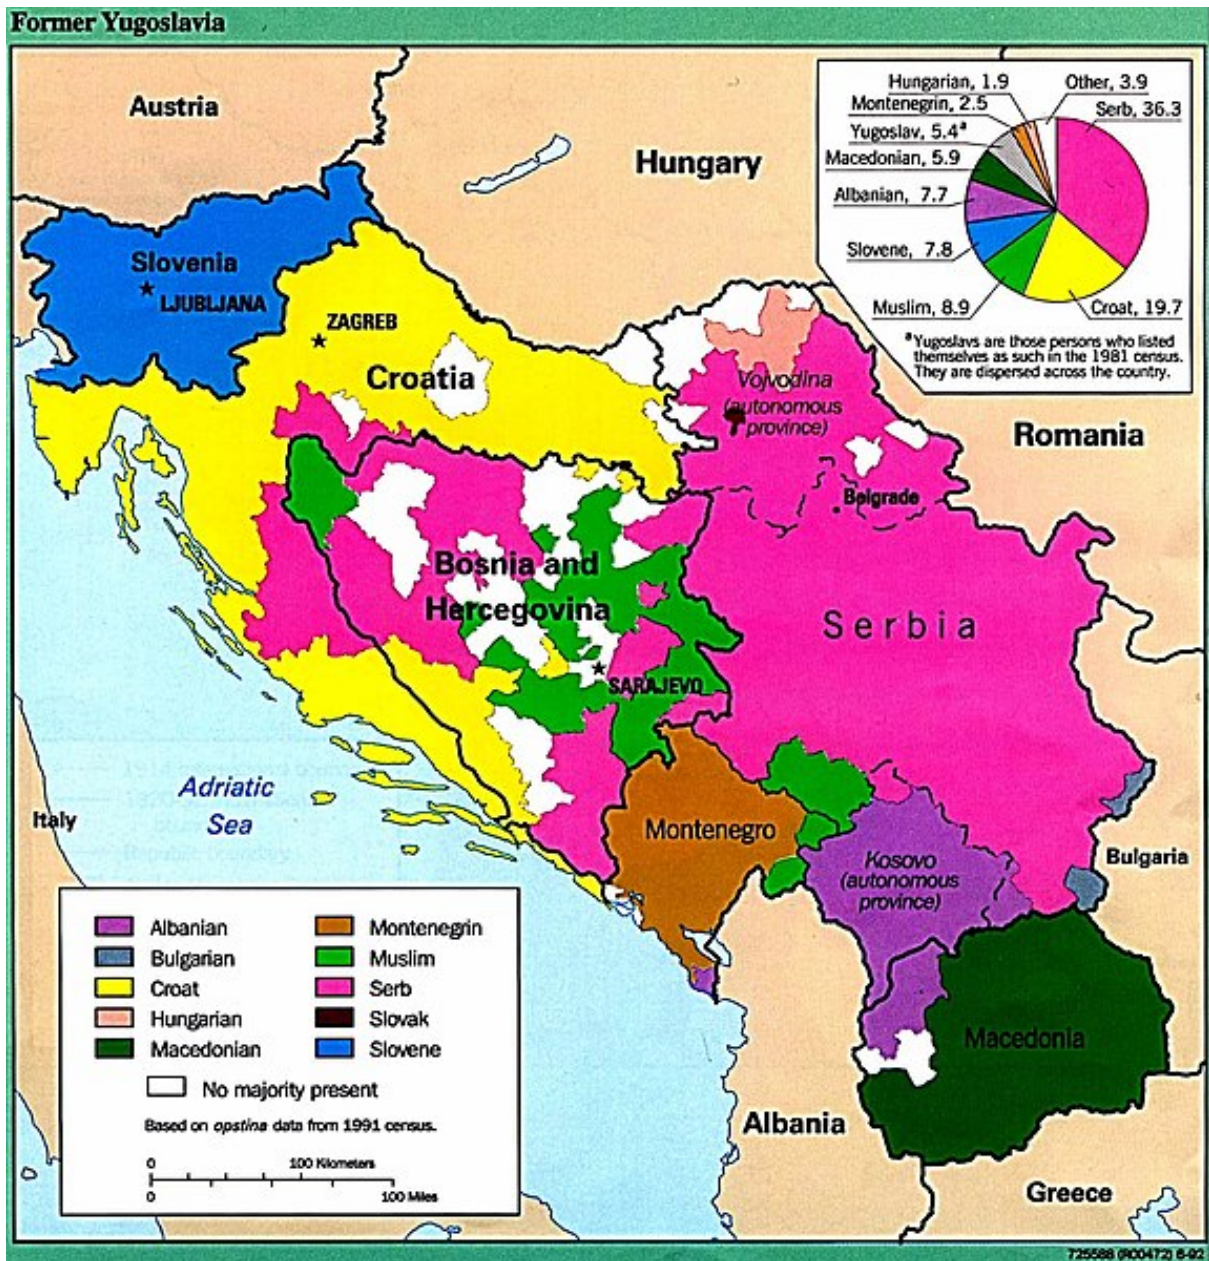 Former Yugoslavia
Austria
Hungary
Hungarian, 1.9
Other, 3.9
Montenegrin, 2.5
Serb, 36.3
Yugoslav, 5.4ᵃ
Macedonian, 5.9
Albanian, 7.7
Slovene, 7.8
Muslim, 8.9
Croat, 19.7
ᵃYugoslavs are those persons who listed
themselves as such in the 1981 census.
They are dispersed across the country.
Slovenia
LJUBLJANA
ZAGREB
Croatia
Vojvodina
(autonomous
province)
Romania
Belgrade
Bosnia and
Hercegovina
Serbia
SARAJEVO
Adriatic
Sea
Italy
Montenegro
Kosovo
(autonomous
province)
Bulgaria
Macedonia
Albania
Greece
Albanian
Bulgarian
Croat
Hungarian
Macedonian
Montenegrin
Muslim
Serb
Slovak
Slovene
No majority present
Based on opstina data from 1991 census.
0 100 Kilometers
0 100 Miles
725588 (R00472) 6-92